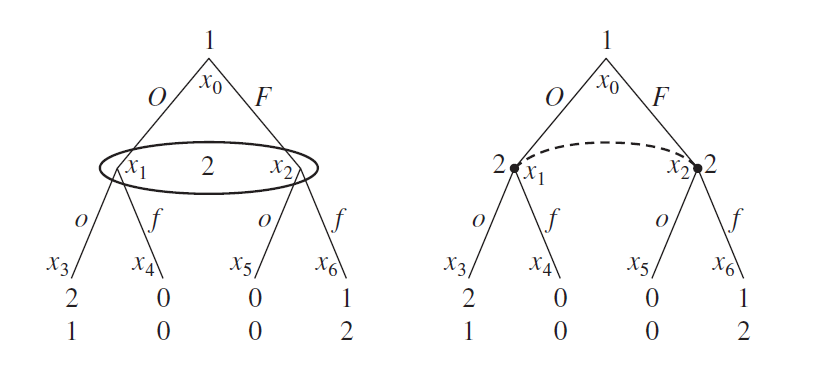 1 1
x₀ x₀
O F O F
x₁ 2 x₂ 2 x₁ x₂ 2
o f o f o f o f
x₃ x₄ x₅ x₆ x₃ x₄ x₅ x₆
2 0 0 1 2 0 0 1
1 0 0 2 1 0 0 2